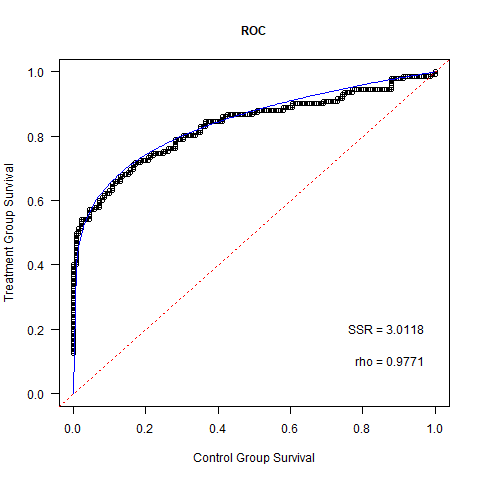 ROC
Treatment Group Survival
1.0
0.8
0.6
0.4
0.2
0.0
SSR = 3.0118
rho = 0.9771
0.0 0.2 0.4 0.6 0.8 1.0
Control Group Survival